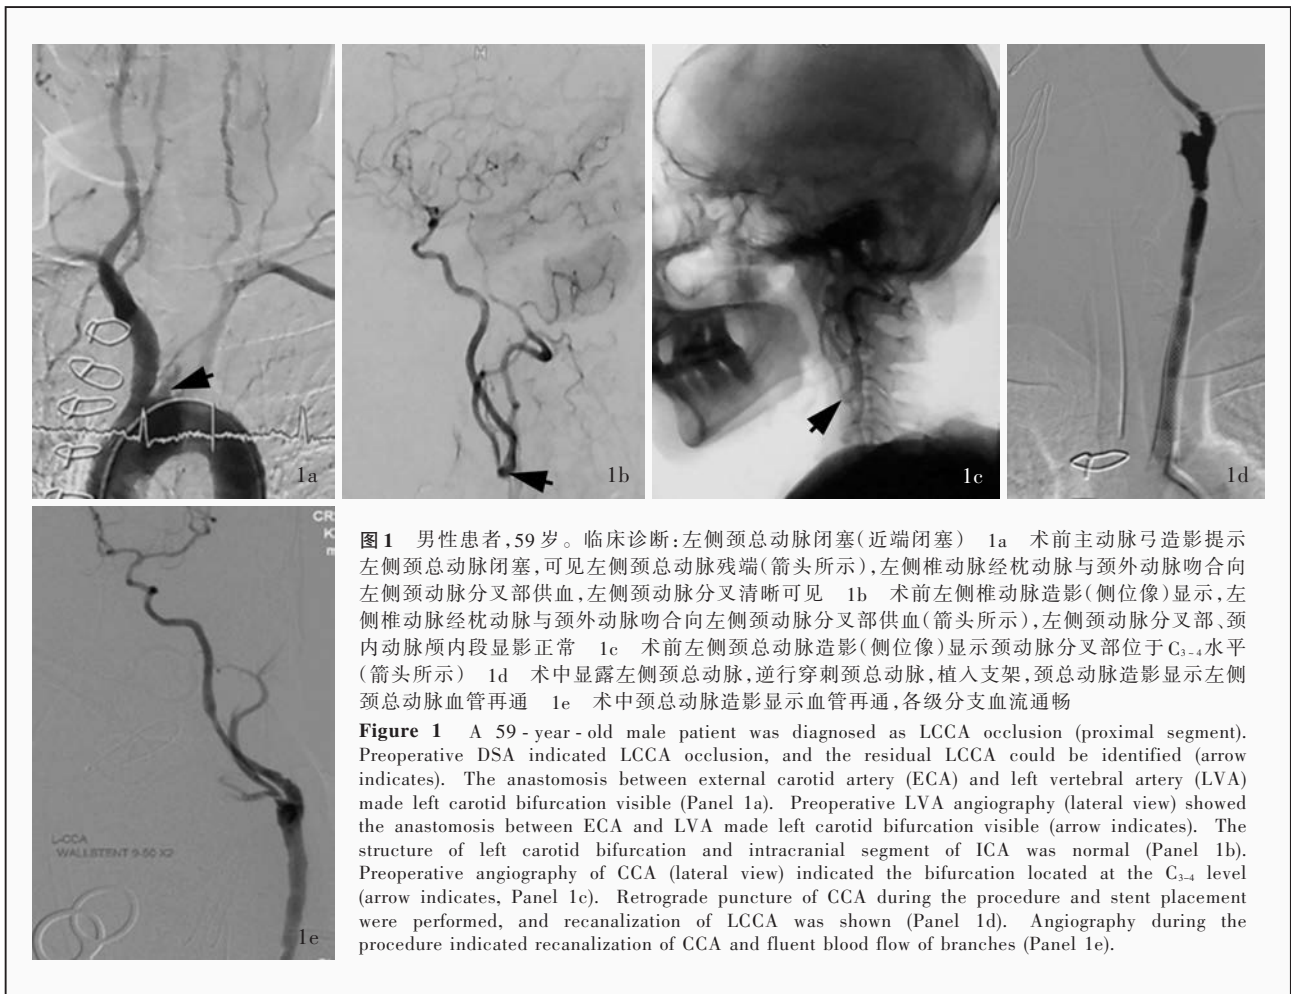 M
1a
1b
1c
1d
CR
K
m
L-CCA
WALLSTENT 9-50 X2
1e
图1 男性患者,59岁。临床诊断:左侧颈总动脉闭塞(近端闭塞) 1a 术前主动脉弓造影提示
左侧颈总动脉闭塞,可见左侧颈总动脉残端(箭头所示),左侧椎动脉经枕动脉与颈外动脉吻合向
左侧颈动脉分叉部供血,左侧颈动脉分叉清晰可见 1b 术前左侧椎动脉造影(侧位像)显示,左
侧椎动脉经枕动脉与颈外动脉吻合向左侧颈动脉分叉部供血(箭头所示),左侧颈动脉分叉部、颈
内动脉颅内段显影正常 1c 术前左侧颈总动脉造影(侧位像)显示颈动脉分叉部位于C₃₋₄水平
(箭头所示) 1d 术中显露左侧颈总动脉,逆行穿刺颈总动脉,植入支架,颈总动脉造影显示左侧
颈总动脉血管再通 1e 术中颈总动脉造影显示血管再通,各级分支血流通畅
Figure 1 A 59-year-old male patient was diagnosed as LCCA occlusion (proximal segment).
Preoperative DSA indicated LCCA occlusion, and the residual LCCA could be identified (arrow
indicates). The anastomosis between external carotid artery (ECA) and left vertebral artery (LVA)
made left carotid bifurcation visible (Panel 1a). Preoperative LVA angiography (lateral view) showed
the anastomosis between ECA and LVA made left carotid bifurcation visible (arrow indicates). The
structure of left carotid bifurcation and intracranial segment of ICA was normal (Panel 1b).
Preoperative angiography of CCA (lateral view) indicated the bifurcation located at the C₃₋₄ level
(arrow indicates, Panel 1c). Retrograde puncture of CCA during the procedure and stent placement
were performed, and recanalization of LCCA was shown (Panel 1d). Angiography during the
procedure indicated recanalization of CCA and fluent blood flow of branches (Panel 1e).